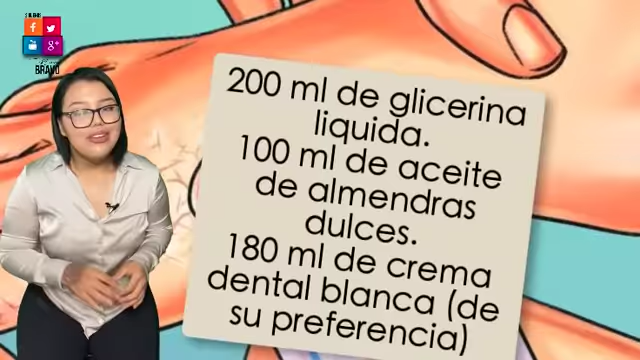 BRAVO
200 ml de glicerina
liquida.
100 ml de aceite
de almendras
dulces.
180 ml de crema
dental blanca (de
su preferencia)